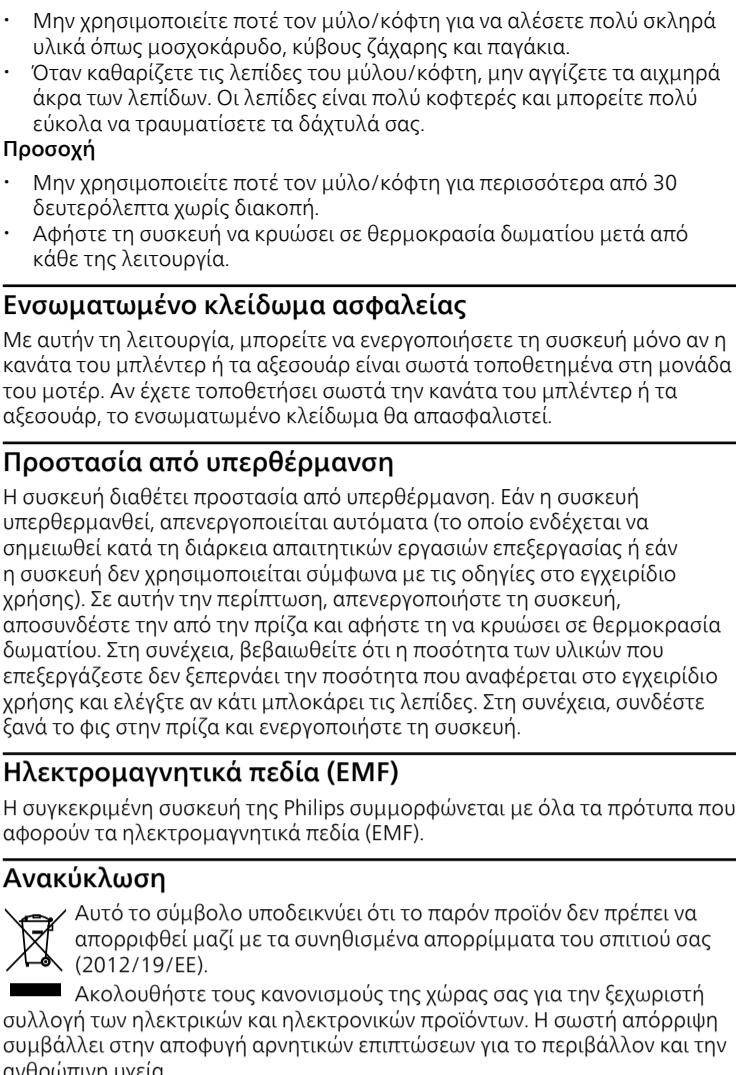 • Μην χρησιμοποιείτε ποτέ τον μύλο/κόφτη για να αλέσετε πολύ σκληρά
υλικά όπως μοσχοκάρυδο, κύβους ζάχαρης και παγάκια.
• Όταν καθαρίζετε τις λεπίδες του μύλου/κόφτη, μην αγγίζετε τα αιχμηρά
άκρα των λεπίδων. Οι λεπίδες είναι πολύ κοφτερές και μπορείτε πολύ
εύκολα να τραυματίσετε τα δάχτυλά σας.
Προσοχή
• Μην χρησιμοποιείτε ποτέ τον μύλο/κόφτη για περισσότερα από 30
δευτερόλεπτα χωρίς διακοπή.
• Αφήστε τη συσκευή να κρυώσει σε θερμοκρασία δωματίου μετά από
κάθε της λειτουργία.
Ενσωματωμένο κλείδωμα ασφαλείας
Με αυτήν τη λειτουργία, μπορείτε να ενεργοποιήσετε τη συσκευή μόνο αν η
κανάτα του μπλέντερ ή τα αξεσουάρ είναι σωστά τοποθετημένα στη μονάδα
του μοτέρ. Αν έχετε τοποθετήσει σωστά την κανάτα του μπλέντερ ή τα
αξεσουάρ, το ενσωματωμένο κλείδωμα θα απασφαλιστεί.
Προστασία από υπερθέρμανση
Η συσκευή διαθέτει προστασία από υπερθέρμανση. Εάν η συσκευή
υπερθερμανθεί, απενεργοποιείται αυτόματα (το οποίο ενδέχεται να
σημειωθεί κατά τη διάρκεια απαιτητικών εργασιών επεξεργασίας ή εάν
η συσκευή δεν χρησιμοποιείται σύμφωνα με τις οδηγίες στο εγχειρίδιο
χρήσης). Σε αυτήν την περίπτωση, απενεργοποιήστε τη συσκευή,
αποσυνδέστε την από την πρίζα και αφήστε τη να κρυώσει σε θερμοκρασία
δωματίου. Στη συνέχεια, βεβαιωθείτε ότι η ποσότητα των υλικών που
επεξεργάζεστε δεν ξεπερνάει την ποσότητα που αναφέρεται στο εγχειρίδιο
χρήσης και ελέγξτε αν κάτι μπλοκάρει τις λεπίδες. Στη συνέχεια, συνδέστε
ξανά το φις στην πρίζα και ενεργοποιήστε τη συσκευή.
Ηλεκτρομαγνητικά πεδία (EMF)
Η συγκεκριμένη συσκευή της Philips συμμορφώνεται με όλα τα πρότυπα που
αφορούν τα ηλεκτρομαγνητικά πεδία (EMF).
Ανακύκλωση
Αυτό το σύμβολο υποδεικνύει ότι το παρόν προϊόν δεν πρέπει να
απορριφθεί μαζί με τα συνηθισμένα απορρίμματα του σπιτιού σας
(2012/19/ΕΕ).
Ακολουθήστε τους κανονισμούς της χώρας σας για την ξεχωριστή
συλλογή των ηλεκτρικών και ηλεκτρονικών προϊόντων. Η σωστή απόρριψη
συμβάλλει στην αποφυγή αρνητικών επιπτώσεων για το περιβάλλον και την
ανθρώπινη υγεία.